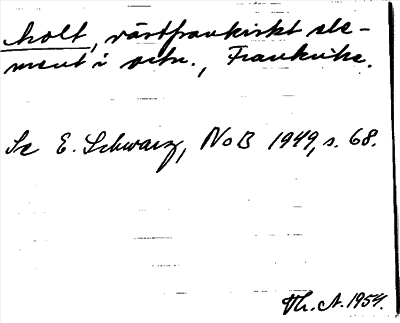 holt, västfrankiskt ele-
ment i ortn., Frankrike.
Se E. Schwarz, NoB 1949, s. 68.
Th. A. 1954.